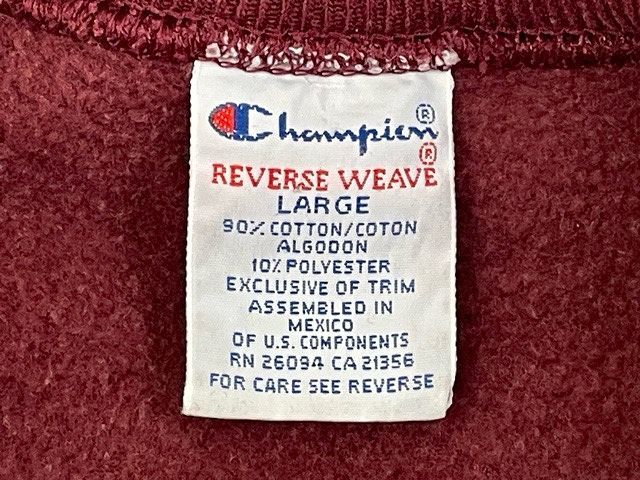 Champion®
®
REVERSE WEAVE
LARGE
90% COTTON/COTON
ALGODON
10% POLYESTER
EXCLUSIVE OF TRIM
ASSEMBLED IN
MEXICO
OF U.S. COMPONENTS
RN 26094 CA 21356
FOR CARE SEE REVERSE